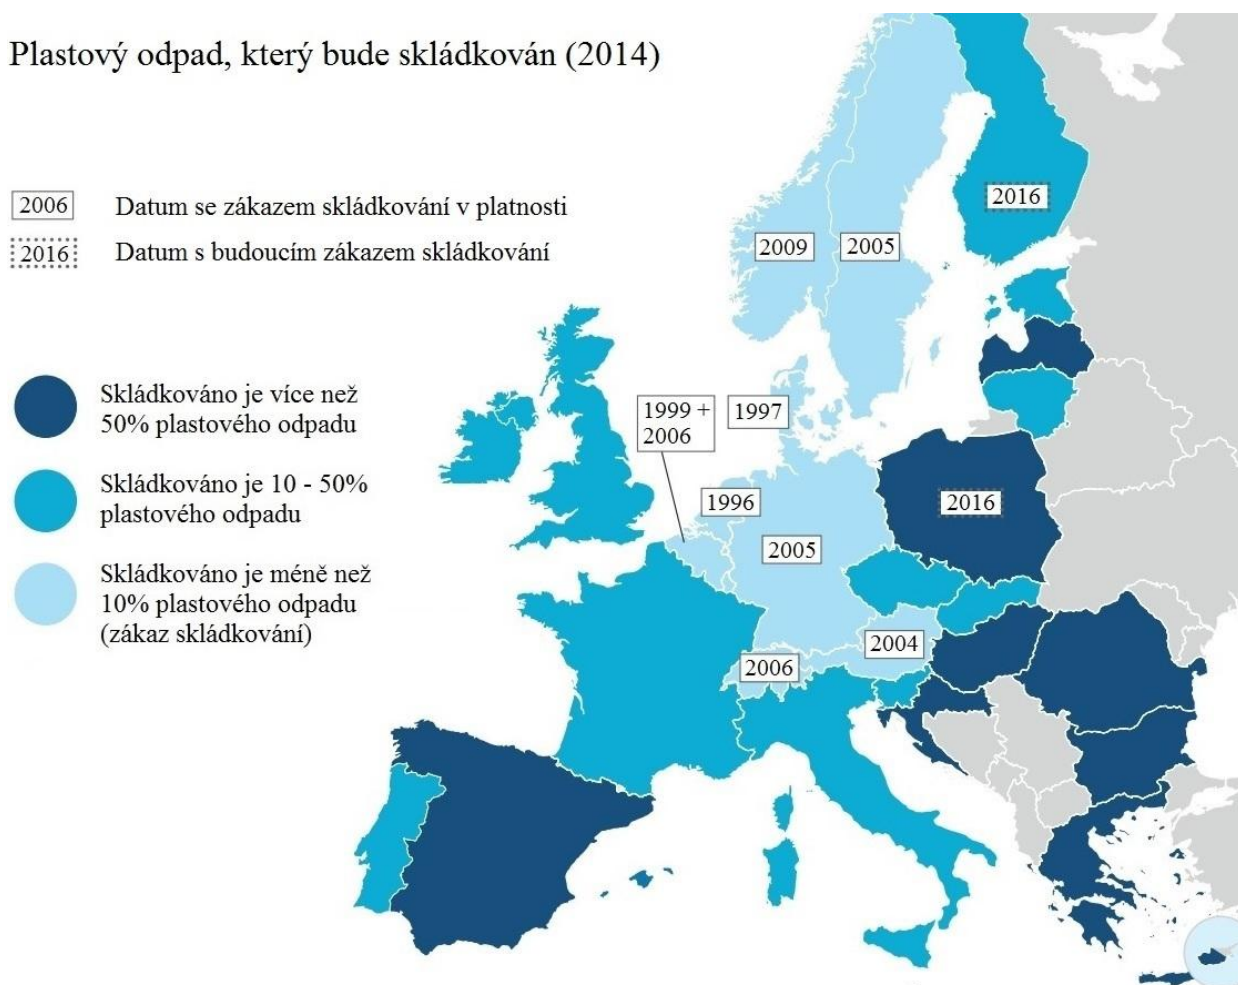 Plastový odpad, který bude skládkován (2014)
2006 Datum se zákazem skládkování v platnosti
2016 Datum s budoucím zákazem skládkování
Skládkováno je více než
50% plastového odpadu
Skládkováno je 10 - 50%
plastového odpadu
Skládkováno je méně než
10% plastového odpadu
(zákaz skládkování)
2016
2009
2005
1999 +
2006
1997
1996
2016
2005
2004
2006